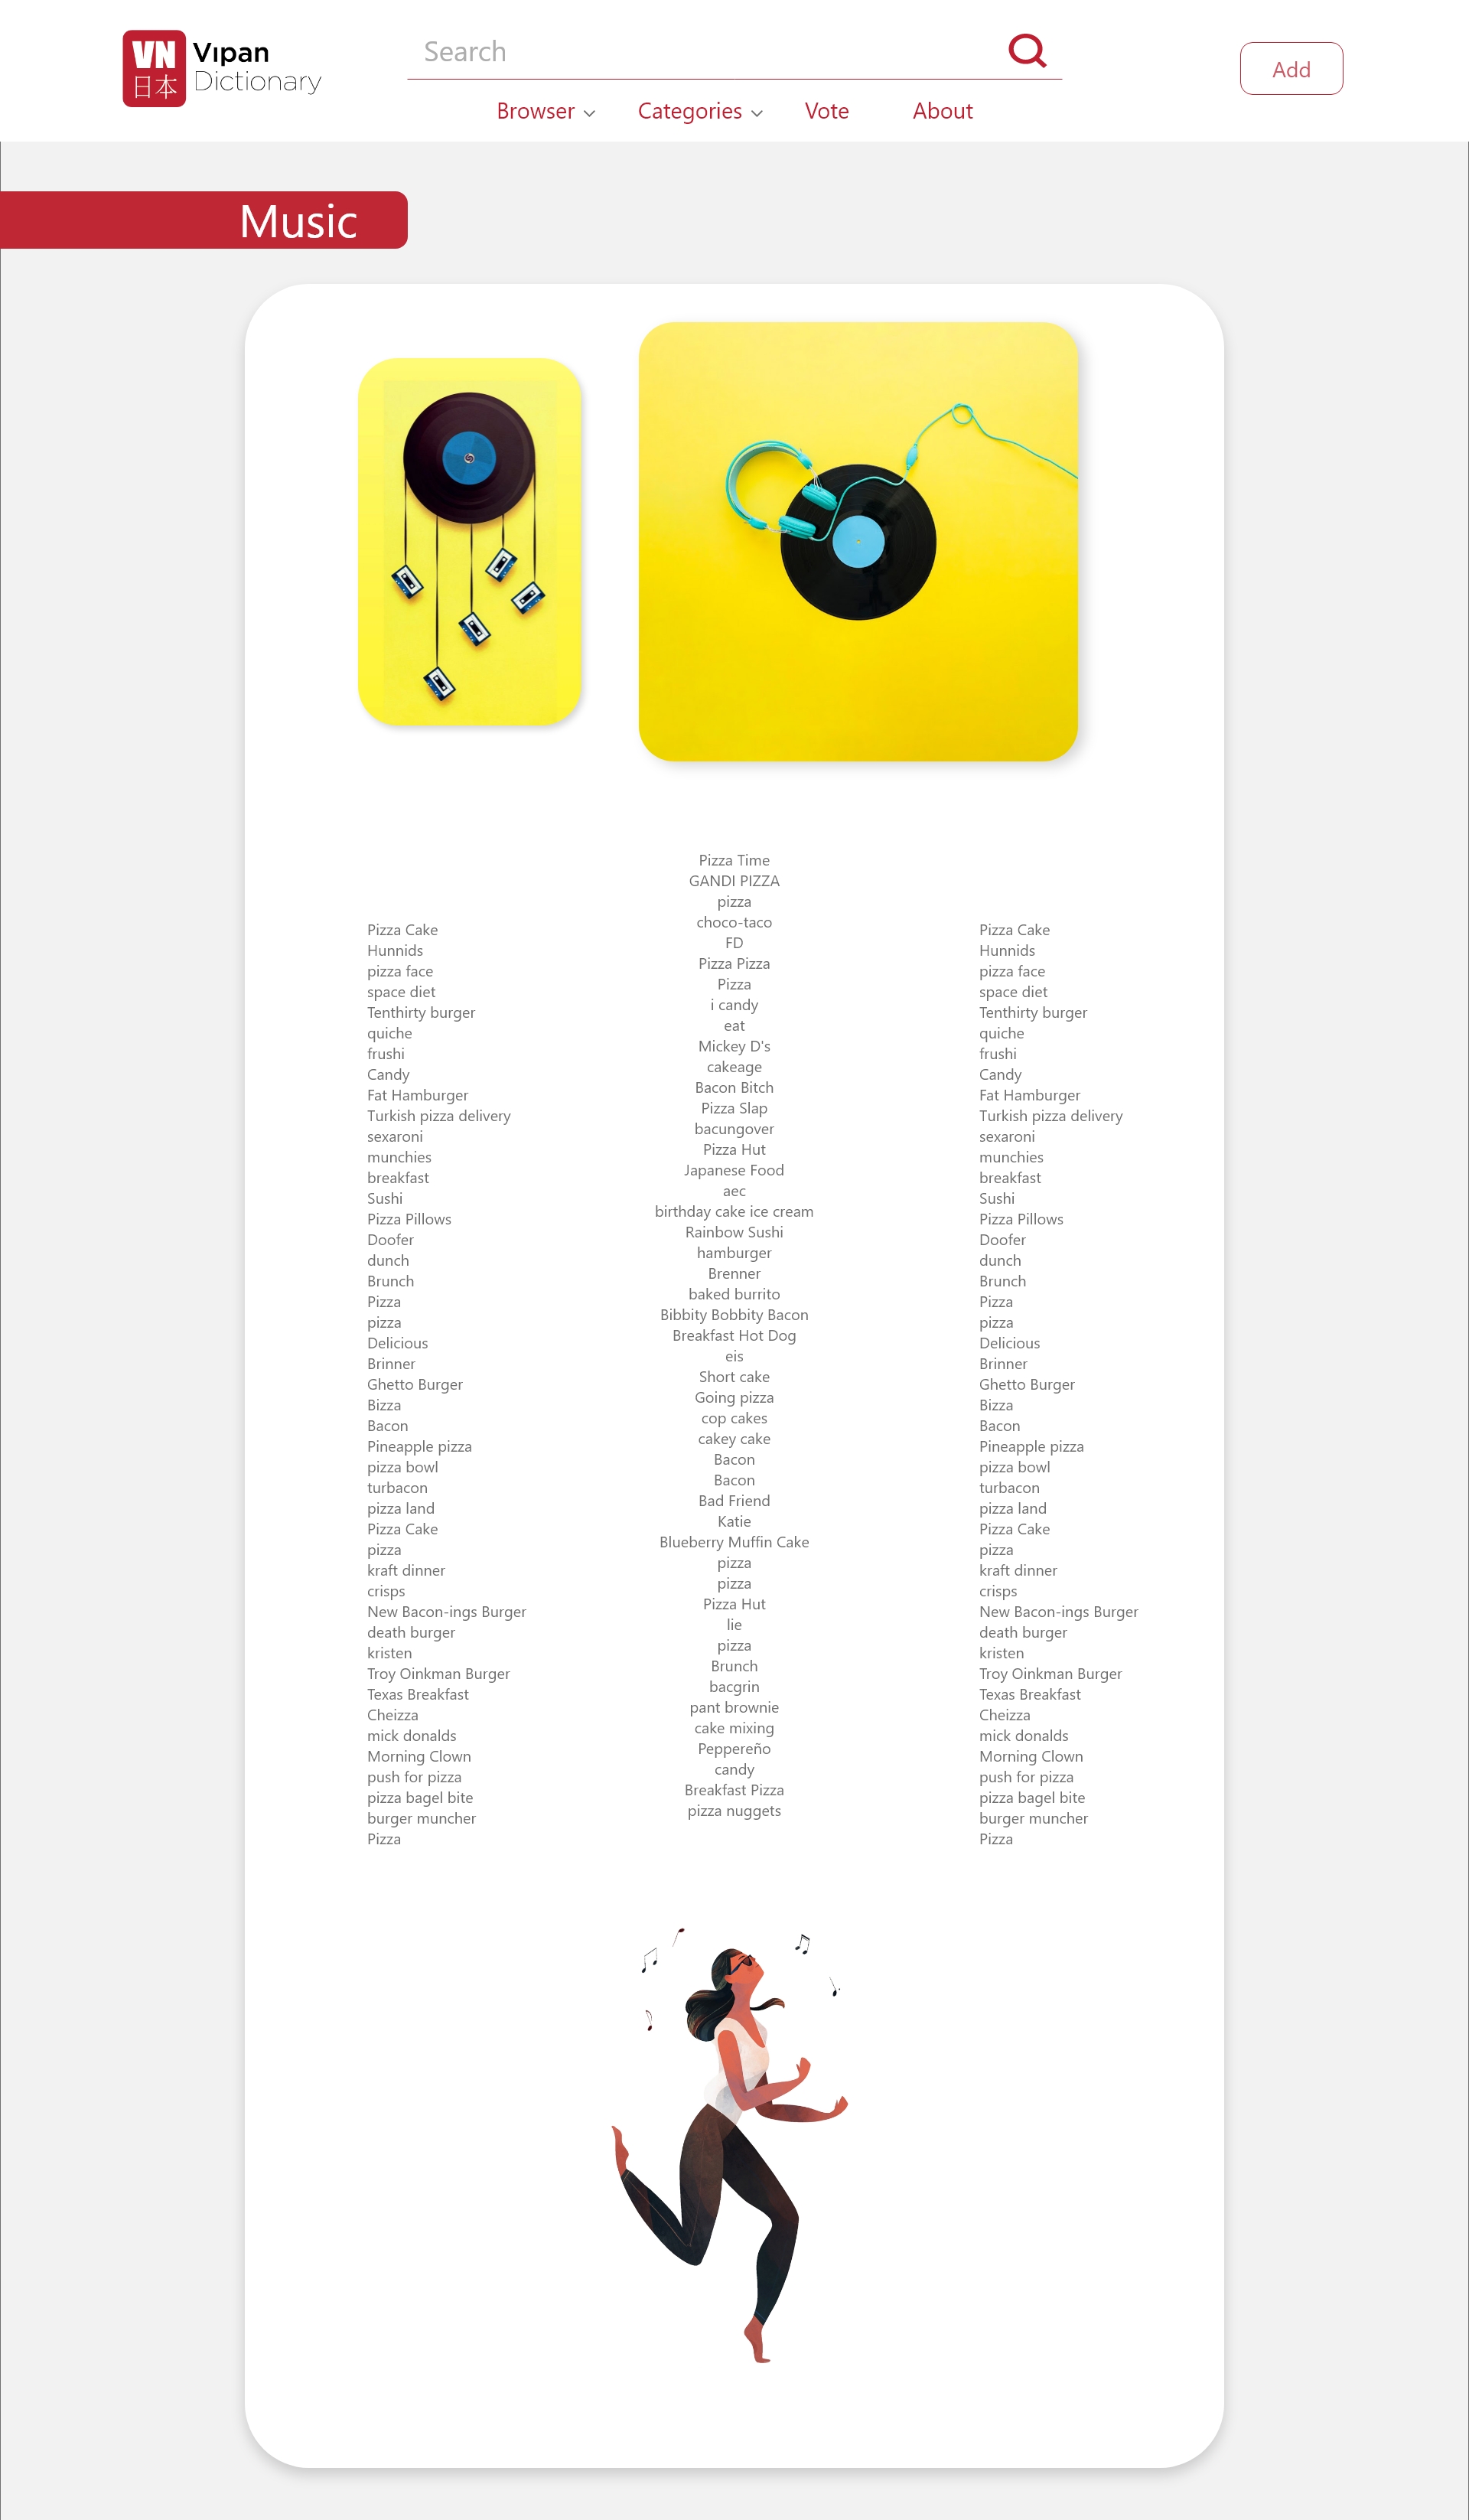 VN
日本
Vıpan
Dictionary
Search
Add
Browser
Categories
Vote
About
Music
Pizza Cake
Hunnids
pizza face
space diet
Tenthirty burger
quiche
frushi
Candy
Fat Hamburger
Turkish pizza delivery
sexaroni
munchies
breakfast
Sushi
Pizza Pillows
Doofer
dunch
Brunch
Pizza
pizza
Delicious
Brinner
Ghetto Burger
Bizza
Bacon
Pineapple pizza
pizza bowl
turbacon
pizza land
Pizza Cake
pizza
kraft dinner
crisps
New Bacon-ings Burger
death burger
kristen
Troy Oinkman Burger
Texas Breakfast
Cheizza
mick donalds
Morning Clown
push for pizza
pizza bagel bite
burger muncher
Pizza
Pizza Time
GANDI PIZZA
pizza
choco-taco
FD
Pizza Pizza
Pizza
i candy
eat
Mickey D's
cakeage
Bacon Bitch
Pizza Slap
bacungover
Pizza Hut
Japanese Food
aec
birthday cake ice cream
Rainbow Sushi
hamburger
Brenner
baked burrito
Bibbity Bobbity Bacon
Breakfast Hot Dog
eis
Short cake
Going pizza
cop cakes
cakey cake
Bacon
Bacon
Bad Friend
Katie
Blueberry Muffin Cake
pizza
pizza
Pizza Hut
lie
pizza
Brunch
bacgrin
pant brownie
cake mixing
Peppereño
candy
Breakfast Pizza
pizza nuggets
Pizza Cake
Hunnids
pizza face
space diet
Tenthirty burger
quiche
frushi
Candy
Fat Hamburger
Turkish pizza delivery
sexaroni
munchies
breakfast
Sushi
Pizza Pillows
Doofer
dunch
Brunch
Pizza
pizza
Delicious
Brinner
Ghetto Burger
Bizza
Bacon
Pineapple pizza
pizza bowl
turbacon
pizza land
Pizza Cake
pizza
kraft dinner
crisps
New Bacon-ings Burger
death burger
kristen
Troy Oinkman Burger
Texas Breakfast
Cheizza
mick donalds
Morning Clown
push for pizza
pizza bagel bite
burger muncher
Pizza